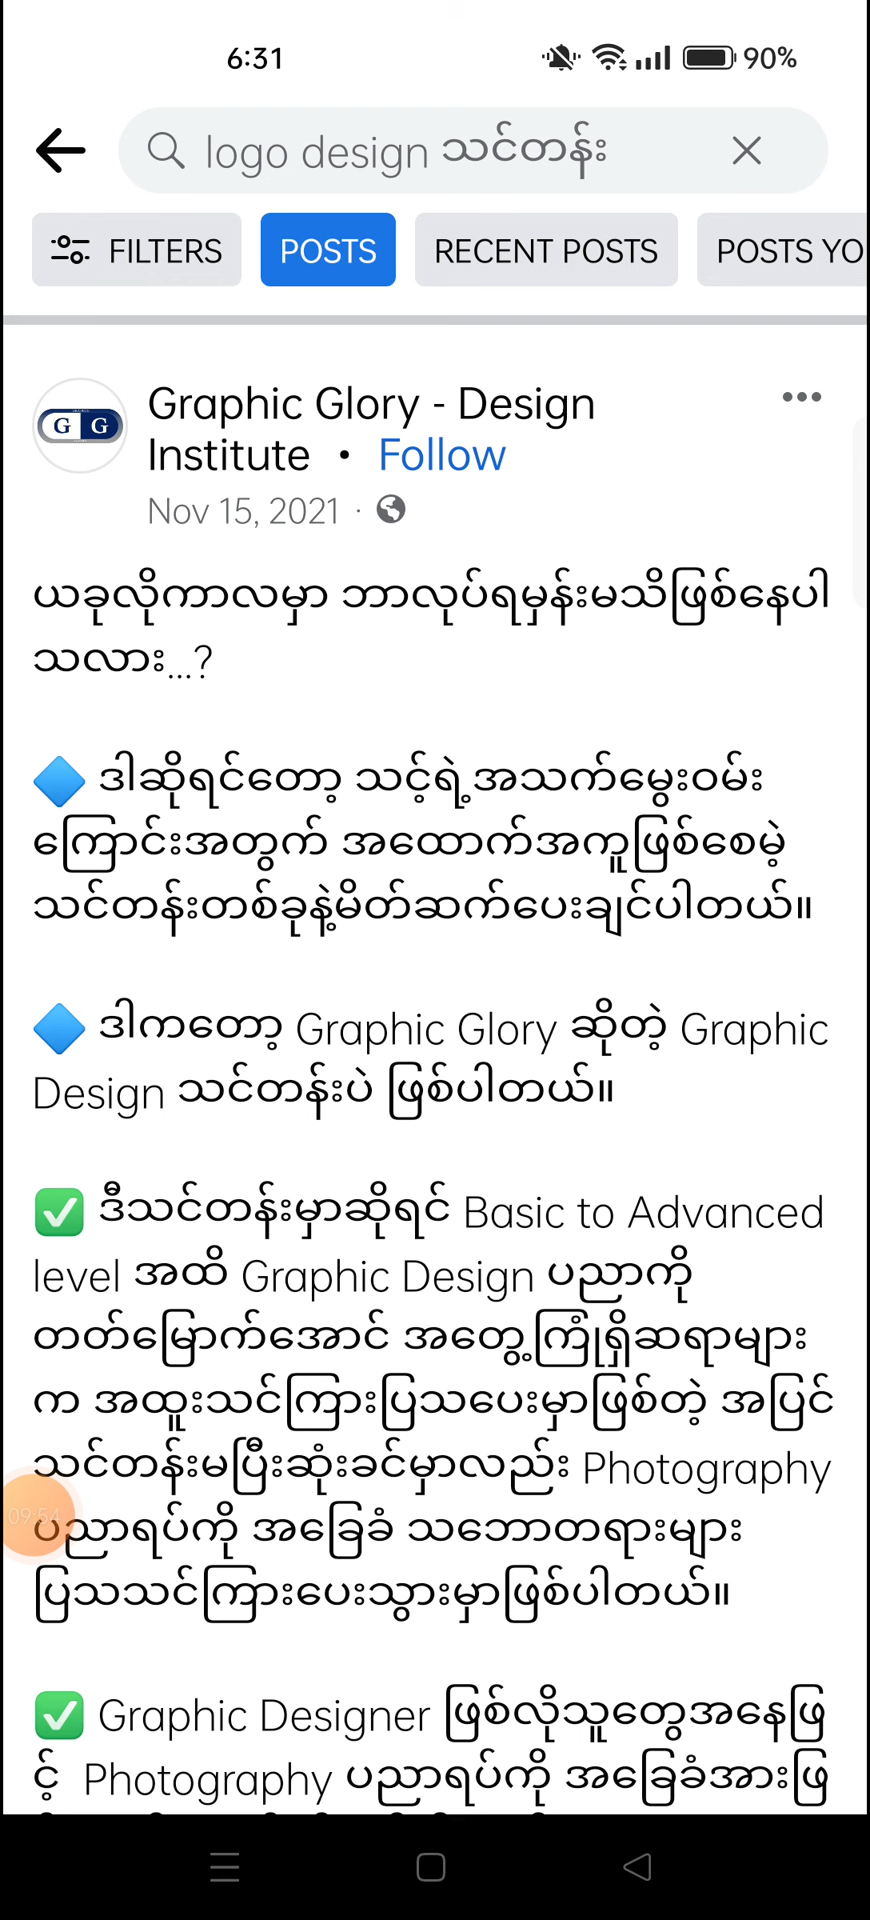 6:31
90%
logo design သင်တန်း
FILTERS
POSTS
RECENT POSTS
POSTS YO
G G
Graphic Glory - Design
Institute • Follow
Nov 15, 2021 ·
ယခုလိုကာလမှာ ဘာလုပ်ရမှန်းမသိဖြစ်နေပါ
သလား...?
🔷 ဒါဆိုရင်တော့ သင့်ရဲ့အသက်မွေးဝမ်း
ကြောင်းအတွက် အထောက်အကူဖြစ်စေမဲ့
သင်တန်းတစ်ခုနဲ့မိတ်ဆက်ပေးချင်ပါတယ်။
🔷 ဒါကတော့ Graphic Glory ဆိုတဲ့ Graphic
Design သင်တန်းပဲ ဖြစ်ပါတယ်။
✅ ဒီသင်တန်းမှာဆိုရင် Basic to Advanced
level အထိ Graphic Design ပညာကို
တတ်မြောက်အောင် အတွေ့ကြုံရှိဆရာများ
က အထူးသင်ကြားပြသပေးမှာဖြစ်တဲ့ အပြင်
သင်တန်းမပြီးဆုံးခင်မှာလည်း Photography
09:54
ပညာရပ်ကို အခြေခံ သဘောတရားများ
ပြသသင်ကြားပေးသွားမှာဖြစ်ပါတယ်။
✅ Graphic Designer ဖြစ်လိုသူတွေအနေဖြ
င့် Photography ပညာရပ်ကို အခြေခံအားဖြ